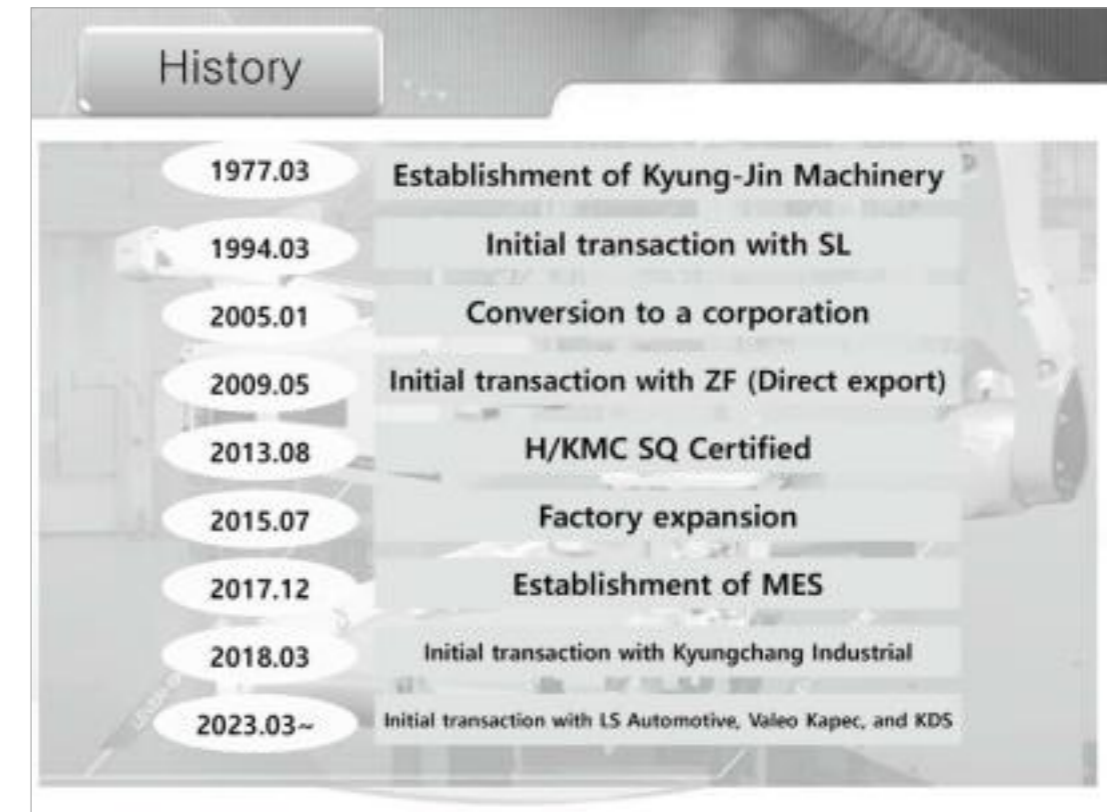 History
1977.03 Establishment of Kyung-Jin Machinery
1994.03 Initial transaction with SL
2005.01 Conversion to a corporation
2009.05 Initial transaction with ZF (Direct export)
2013.08 H/KMC SQ Certified
2015.07 Factory expansion
2017.12 Establishment of MES
2018.03 Initial transaction with Kyungchang Industrial
2023.03~ Initial transaction with LS Automotive, Valeo Kapec, and KDS